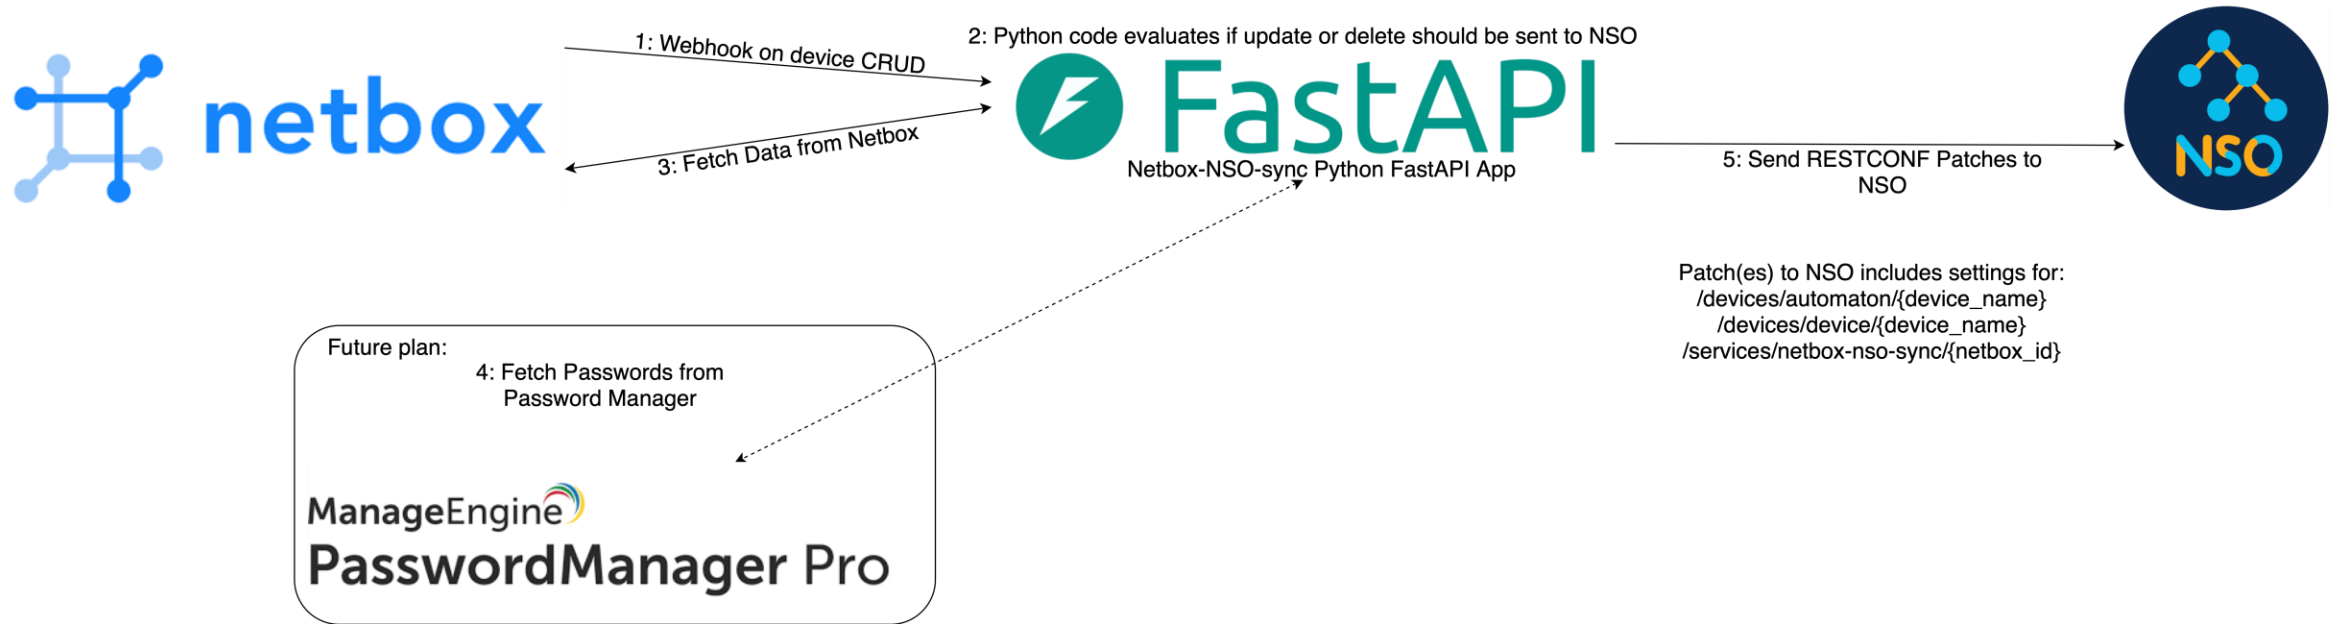 netbox
1: Webhook on device CRUD
3: Fetch Data from Netbox
2: Python code evaluates if update or delete should be sent to NSO
FastAPI
Netbox-NSO-sync Python FastAPI App
5: Send RESTCONF Patches to
NSO
NSO
Patch(es) to NSO includes settings for:
/devices/automaton/{device_name}
/devices/device/{device_name}
/services/netbox-nso-sync/{netbox_id}
Future plan:
4: Fetch Passwords from
Password Manager
ManageEngine
PasswordManager Pro